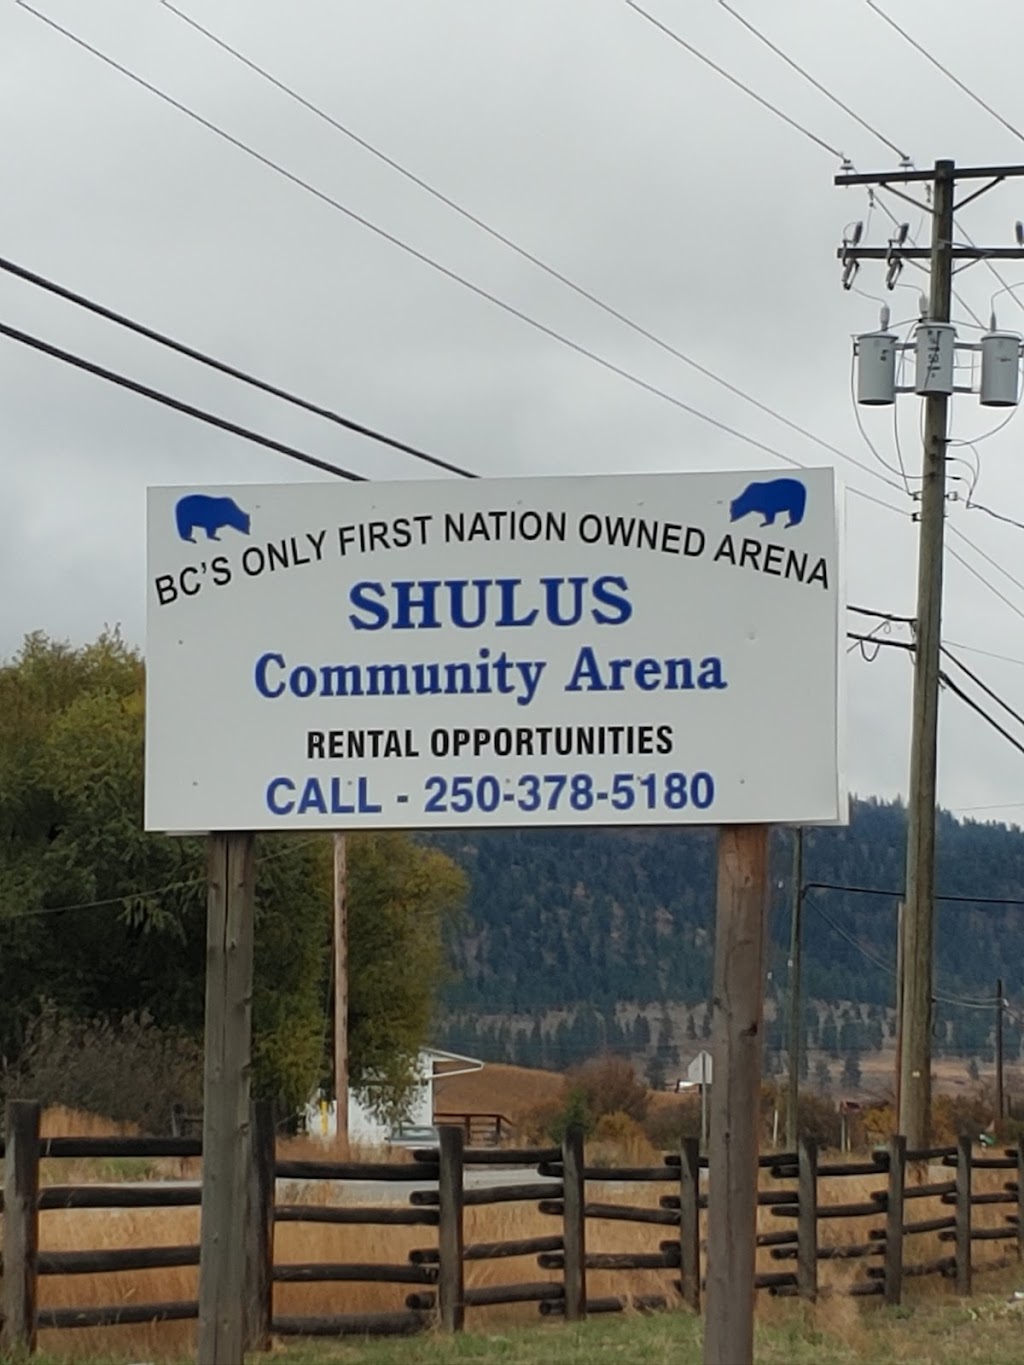 BC'S ONLY FIRST NATION OWNED ARENA
SHULUS
Community Arena
RENTAL OPPORTUNITIES
CALL - 250-378-5180